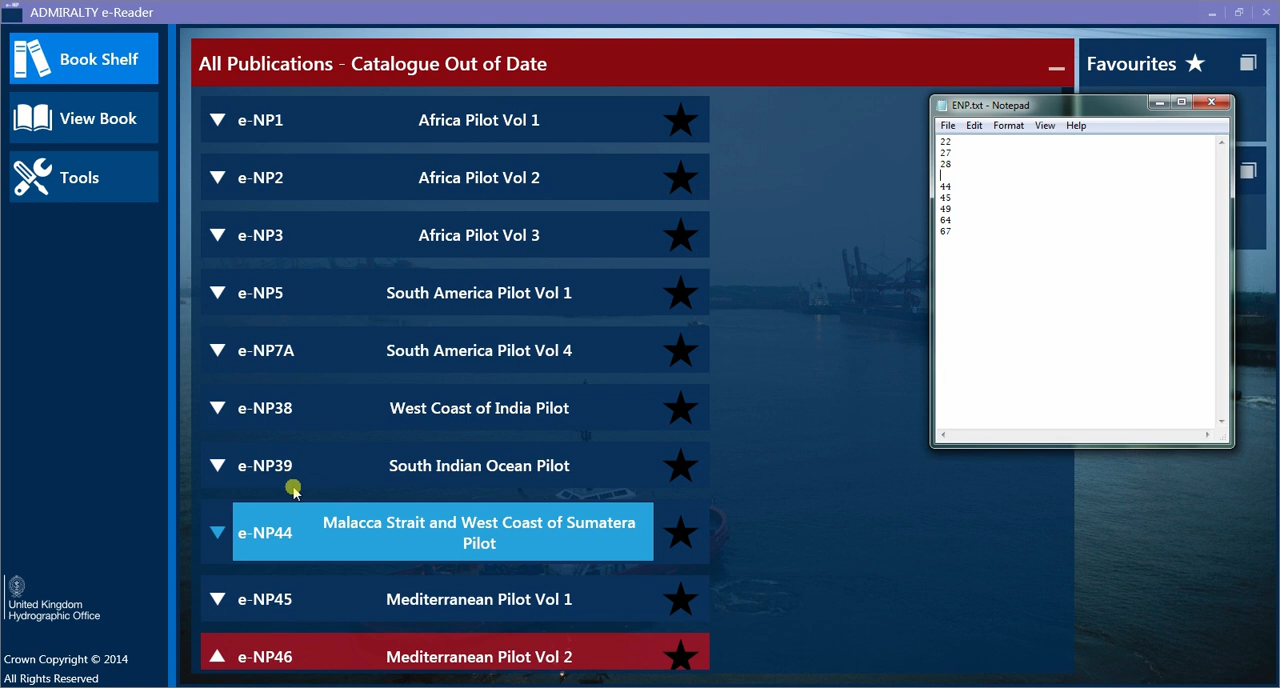 e-NP
ADMIRALTY e-Reader
Book Shelf
View Book
Tools
United Kingdom
Hydrographic Office
Crown Copyright © 2014
All Rights Reserved
All Publications - Catalogue Out of Date
e-NP1 Africa Pilot Vol 1
e-NP2 Africa Pilot Vol 2
e-NP3 Africa Pilot Vol 3
e-NP5 South America Pilot Vol 1
e-NP7A South America Pilot Vol 4
e-NP38 West Coast of India Pilot
e-NP39 South Indian Ocean Pilot
e-NP44 Malacca Strait and West Coast of Sumatera
Pilot
e-NP45 Mediterranean Pilot Vol 1
e-NP46 Mediterranean Pilot Vol 2
Favourites
ENP.txt - Notepad
File Edit Format View Help
22
27
28
44
45
49
64
67